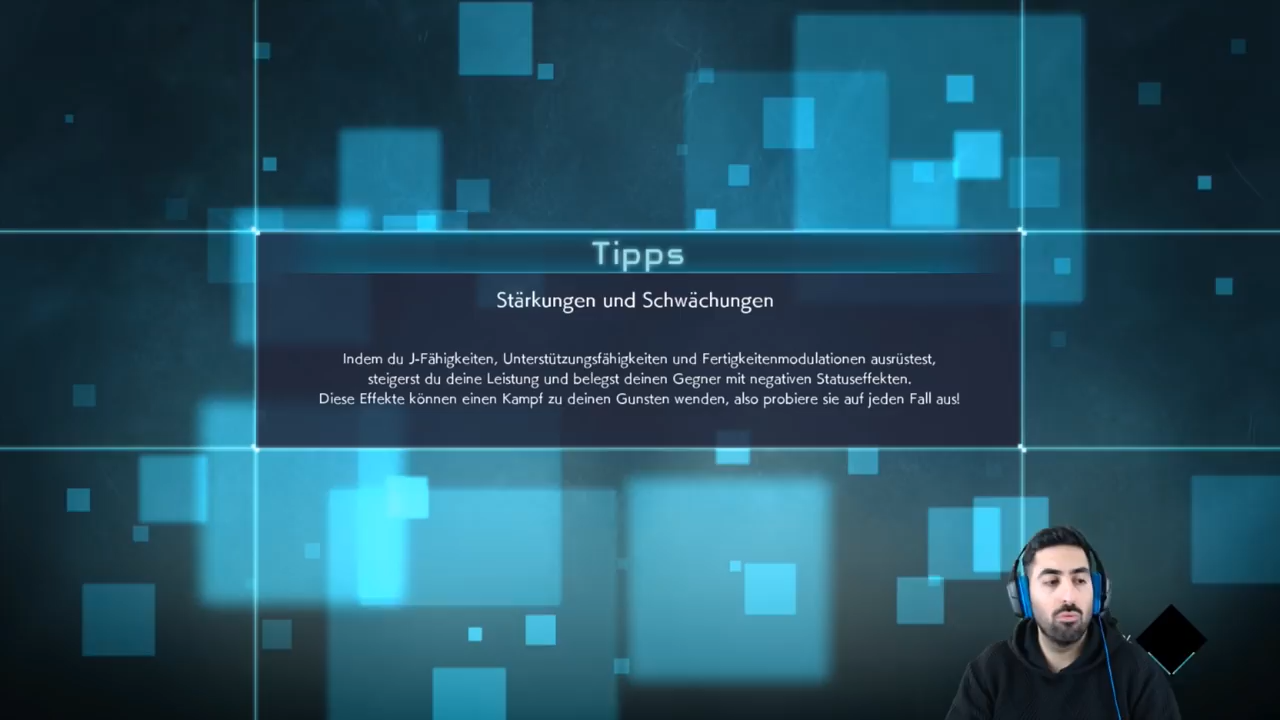 Tipps
Stärkungen und Schwächungen
Indem du J-Fähigkeiten, Unterstützungsfähigkeiten und Fertigkeitenmodulationen ausrüstest,
steigerst du deine Leistung und belegst deinen Gegner mit negativen Statuseffekten.
Diese Effekte können einen Kampf zu deinen Gunsten wenden, also probiere sie auf jeden Fall aus!